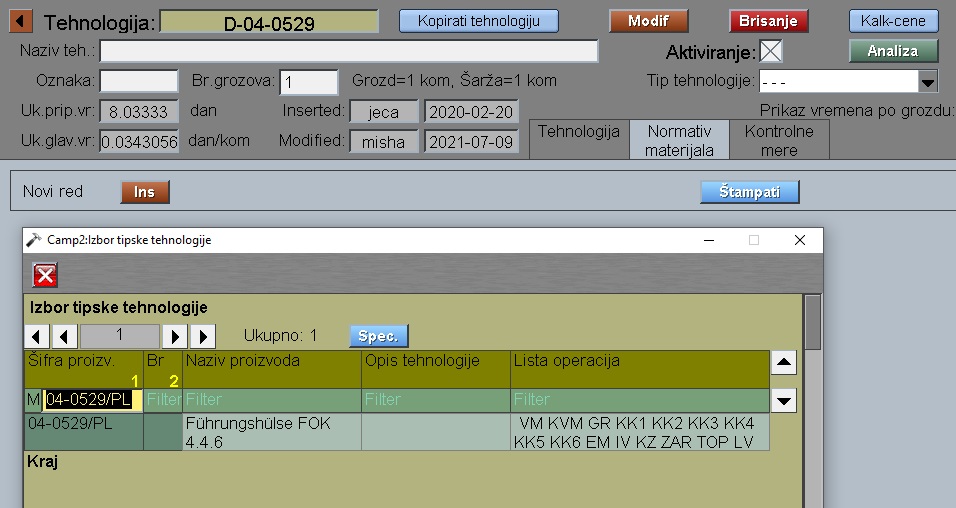 Tehnologija: D-04-0529 Kopirati tehnologiju Modif Brisanje Kalk-cene
Naziv teh.: Aktiviranje: Analiza
Oznaka: Br.grozova: 1 Grozd=1 kom, Šarža=1 kom Tip tehnologije: - - -
Uk.prip.vr: 8.03333 dan Inserted: jeca 2020-02-20 Prikaz vremena po grozdu:
Uk.glav.vr: 0.0343056 dan/kom Modified: misha 2021-07-09
Tehnologija Normativ materijala Kontrolne mere
Novi red Ins Štampati
Camp2:Izbor tipske tehnologije
Izbor tipske tehnologije
1 Ukupno: 1 Spec.
Šifra proizv. Br Naziv proizvoda Opis tehnologije Lista operacija
1 2
M 04-0529/PL Filter Filter Filter Filter
04-0529/PL Führungshülse FOK VM KVM GR KK1 KK2 KK3 KK4
4.4.6 KK5 KK6 EM IV KZ ZAR TOP LV
Kraj